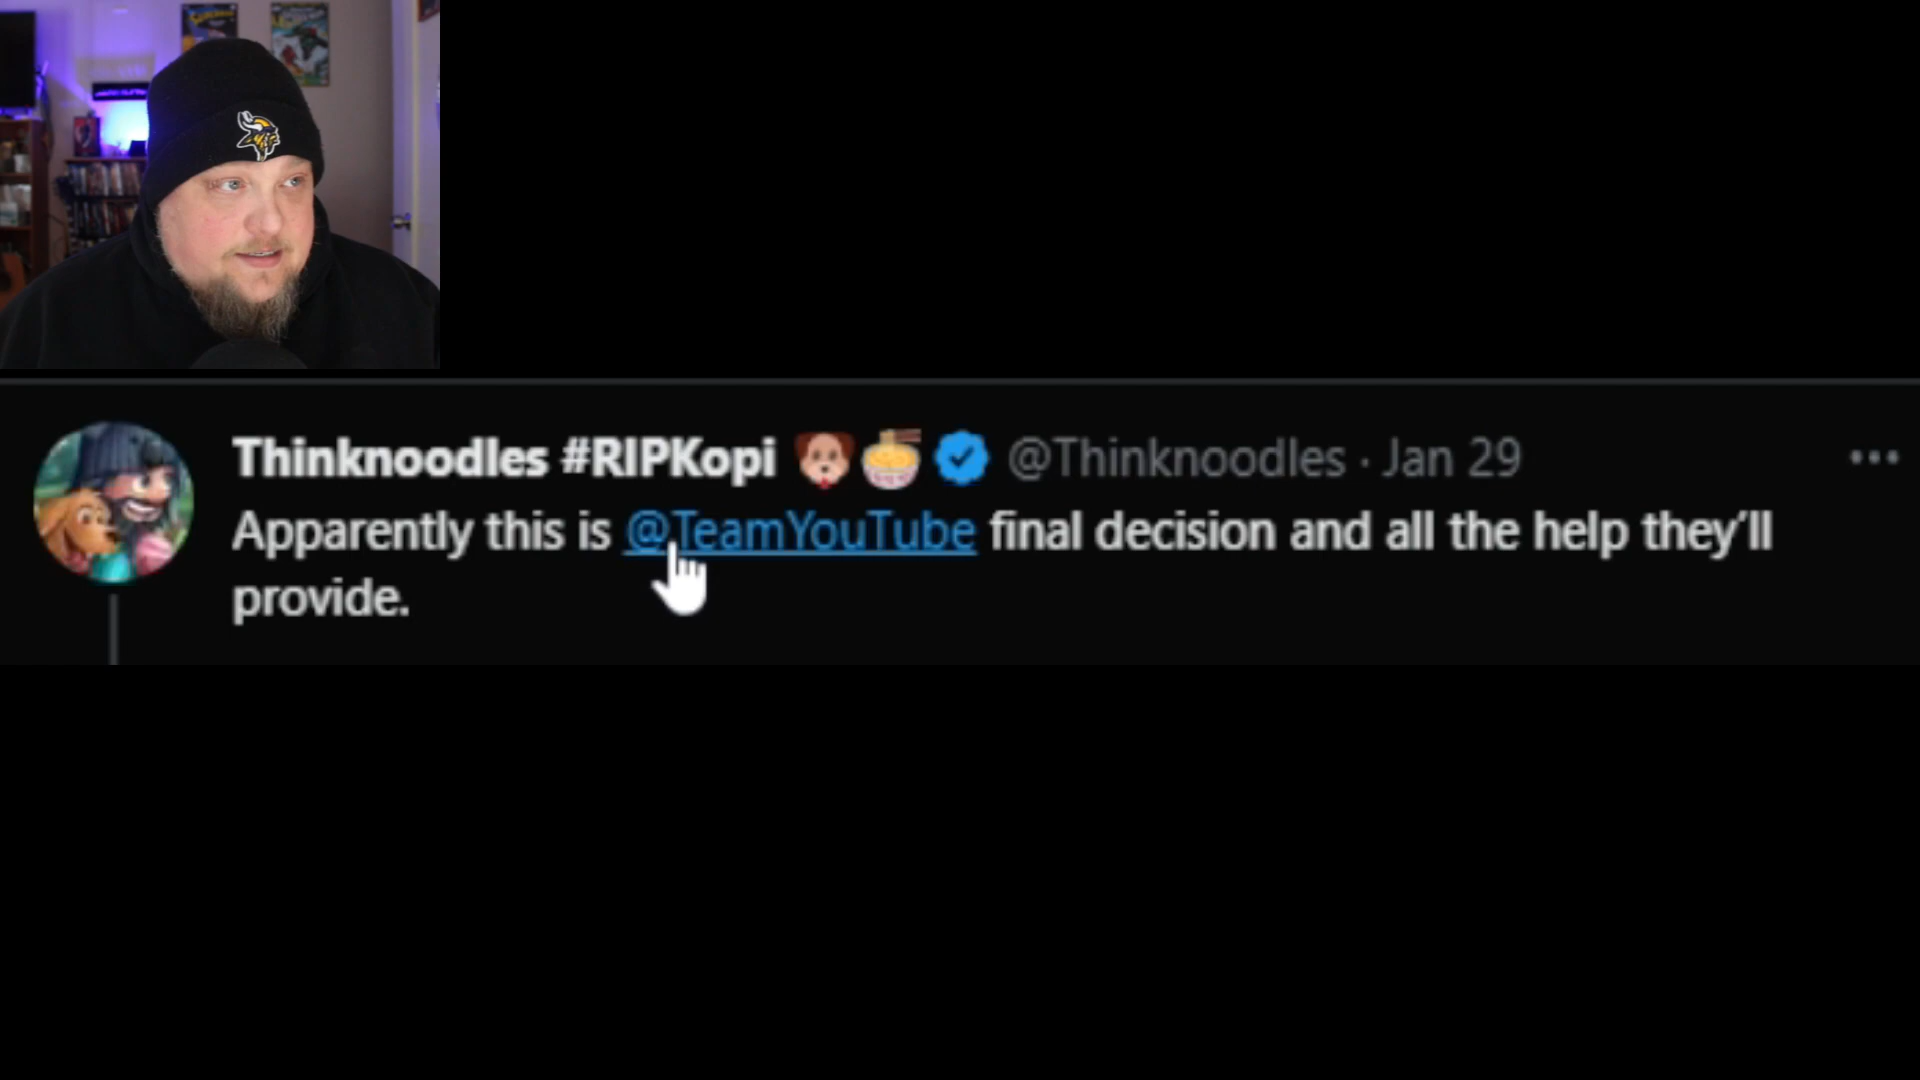 Thinknoodles #RIPKopi 🐶 🍜 @Thinknoodles · Jan 29
Apparently this is @TeamYouTube final decision and all the help they'll
provide.